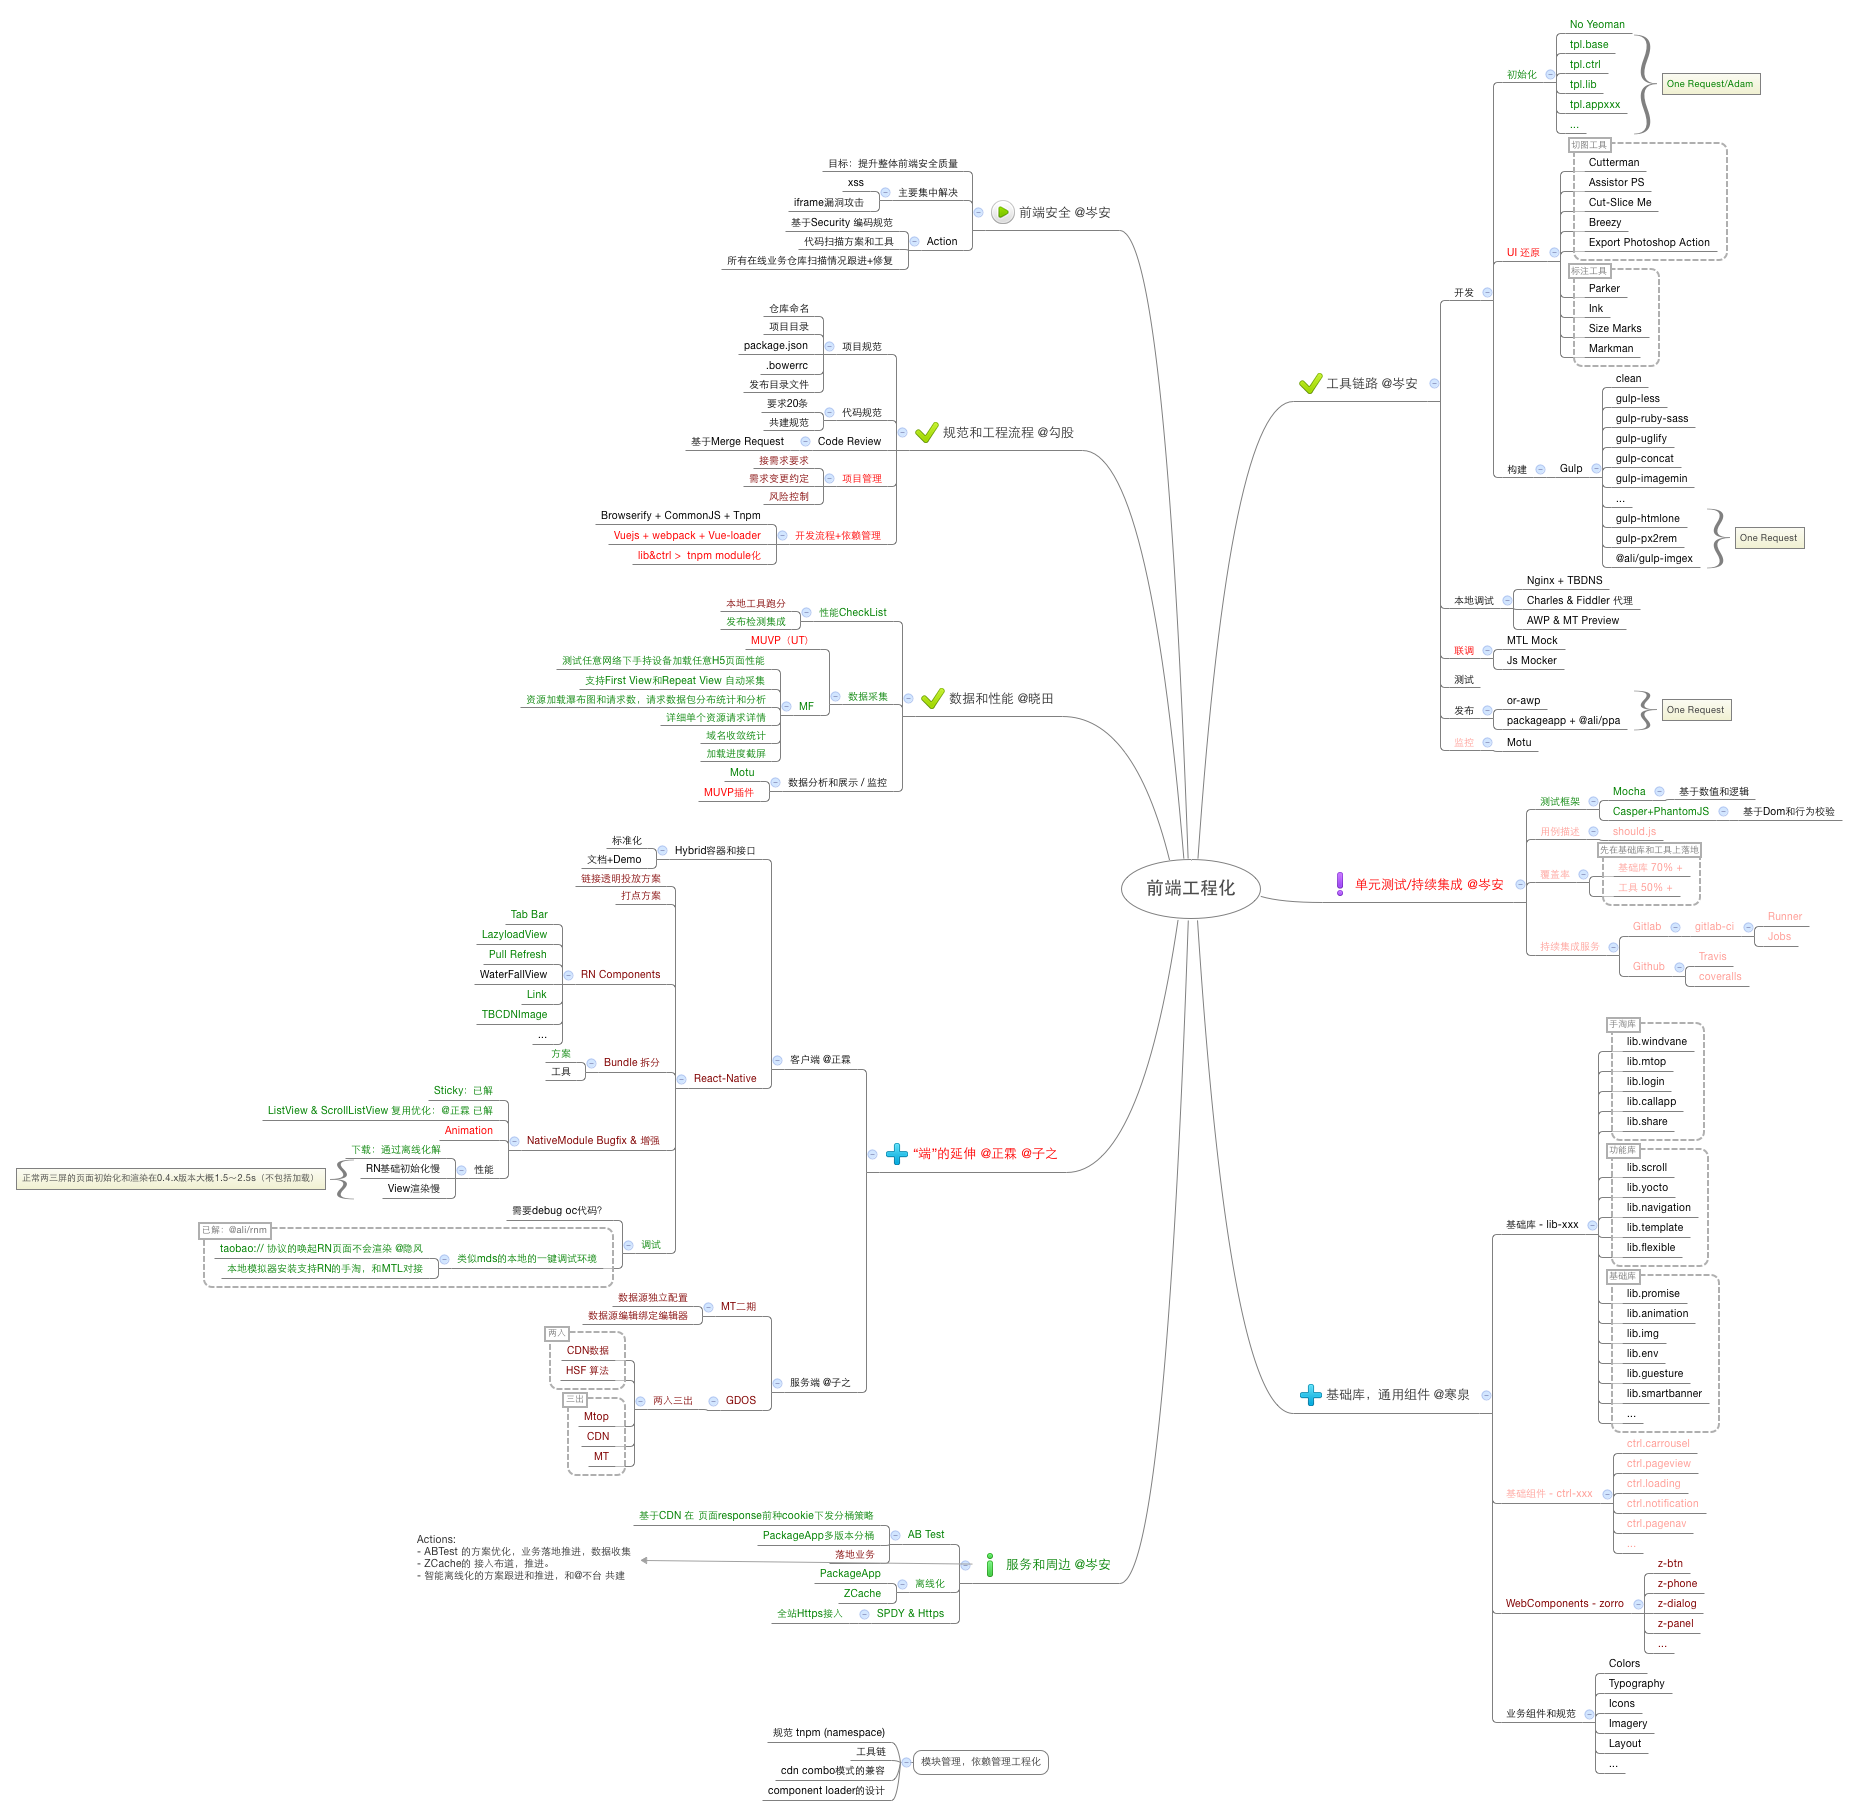 前端工程化
工具链路 @岑安
开发
初始化
No Yeoman
tpl.base
tpl.ctrl
tpl.lib
tpl.appxxx
...
One Request/Adam
UI 还原
切图工具
Cutterman
Assistor PS
Cut-Slice Me
Breezy
Export Photoshop Action
标注工具
Parker
Ink
Size Marks
Markman
构建
Gulp
clean
gulp-less
gulp-ruby-sass
gulp-uglify
gulp-concat
gulp-imagemin
...
gulp-htmlone
gulp-px2rem
@ali/gulp-imgex
One Request
本地调试
Nginx + TBDNS
Charles & Fiddler 代理
AWP & MT Preview
联调
MTL Mock
Js Mocker
测试
发布
or-awp
packageapp + @ali/ppa
One Request
监控
Motu
单元测试/持续集成 @岑安
测试框架
Mocha
基于数值和逻辑
Casper+PhantomJS
基于Dom和行为校验
用例描述
should.js
覆盖率
先在基础库和工具上落地
基础库 70% +
工具 50% +
持续集成服务
Gitlab
gitlab-ci
Runner
Jobs
Github
Travis
coveralls
基础库，通用组件 @寒泉
基础库 - lib-xxx
手淘库
lib.windvane
lib.mtop
lib.login
lib.callapp
lib.share
功能库
lib.scroll
lib.yocto
lib.navigation
lib.template
lib.flexible
基础库
lib.promise
lib.animation
lib.img
lib.env
lib.guesture
lib.smartbanner
...
基础组件 - ctrl-xxx
ctrl.carrousel
ctrl.pageview
ctrl.loading
ctrl.notification
ctrl.pagenav
...
WebComponents - zorro
z-btn
z-phone
z-dialog
z-panel
...
业务组件和规范
Colors
Typography
Icons
Imagery
Layout
...
前端安全 @岑安
目标：提升整体前端安全质量
主要集中解决
xss
iframe漏洞攻击
Action
基于Security 编码规范
代码扫描方案和工具
所有在线业务仓库扫描情况跟进+修复
规范和工程流程 @勾股
项目规范
仓库命名
项目目录
package.json
.bowerrc
发布目录文件
代码规范
要求20条
共建规范
Code Review
基于Merge Request
项目管理
接需求要求
需求变更约定
风险控制
开发流程+依赖管理
Browserify + CommonJS + Tnpm
Vuejs + webpack + Vue-loader
lib&ctrl > tnpm module化
数据和性能 @晓田
性能CheckList
本地工具跑分
发布检测集成
数据采集
MUVP（UT）
MF
测试任意网络下手持设备加载任意H5页面性能
支持First View和Repeat View 自动采集
资源加载瀑布图和请求数，请求数据包分布统计和分析
详细单个资源请求详情
域名收敛统计
加载进度截屏
数据分析和展示 / 监控
Motu
MUVP插件
“端”的延伸 @正霖 @子之
客户端 @正霖
Hybrid容器和接口
标准化
文档+Demo
React-Native
链接透明投放方案
打点方案
RN Components
Tab Bar
LazyloadView
Pull Refresh
WaterFallView
Link
TBCDNImage
...
Bundle 拆分
方案
工具
NativeModule Bugfix & 增强
Sticky：已解
ListView & ScrollListView 复用优化：@正霖 已解
Animation
性能
下载：通过离线化解
RN基础初始化慢
View渲染慢
正常两三屏的页面初始化和渲染在0.4.x版本大概1.5～2.5s（不包括加载）
调试
需要debug oc代码？
已解：@ali/rnm
类似mds的本地的一键调试环境
taobao:// 协议的唤起RN页面不会渲染 @隐风
本地模拟器安装支持RN的手淘，和MTL对接
服务端 @子之
MT二期
数据源独立配置
数据源编辑绑定编辑器
GDOS
两入三出
两入
CDN数据
HSF 算法
三出
Mtop
CDN
MT
服务和周边 @岑安
AB Test
基于CDN 在 页面response前种cookie下发分桶策略
PackageApp多版本分桶
落地业务
离线化
PackageApp
ZCache
SPDY & Https
全站Https接入
Actions:
- ABTest 的方案优化，业务落地推进，数据收集
- ZCache的 接入布道，推进。
- 智能离线化的方案跟进和推进，和@不台 共建
模块管理，依赖管理工程化
规范 tnpm (namespace)
工具链
cdn combo模式的兼容
component loader的设计